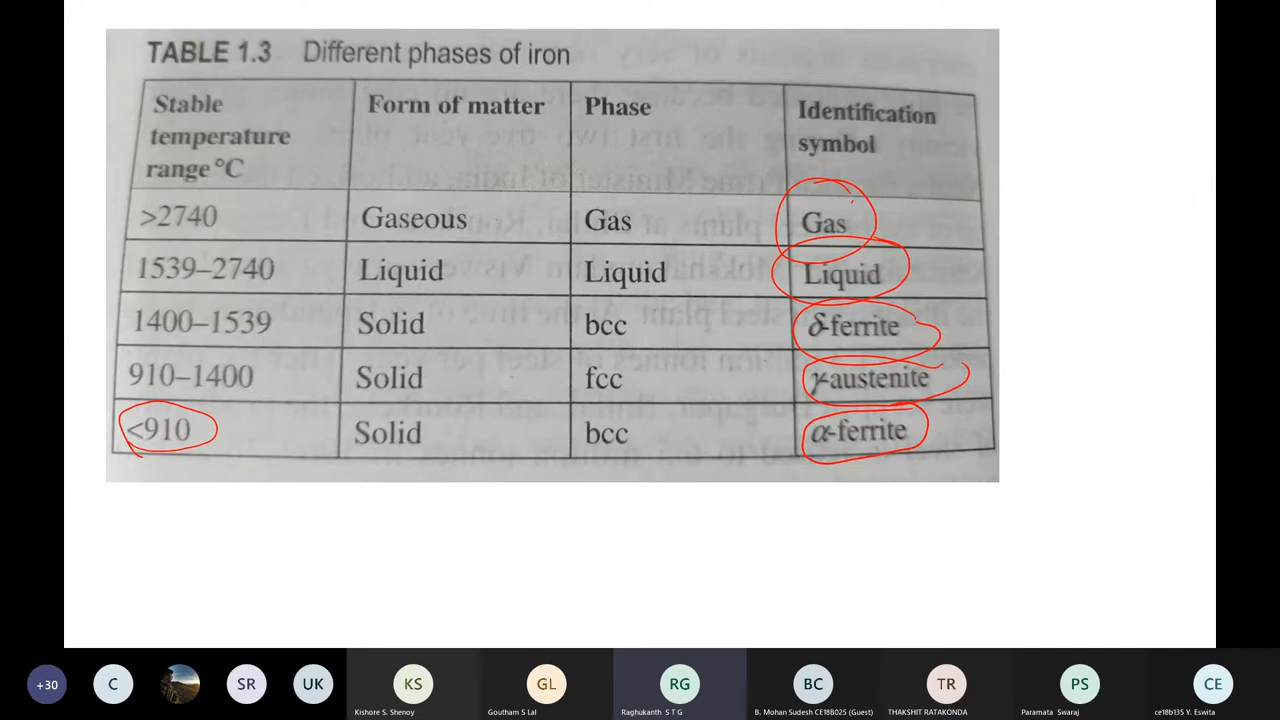 TABLE 1.3 Different phases of iron
Stable temperature range °C Form of matter Phase Identification symbol
>2740 Gaseous Gas Gas
1539–2740 Liquid Liquid Liquid
1400–1539 Solid bcc δ-ferrite
910–1400 Solid fcc γ-austenite
<910 Solid bcc α-ferrite
+30 C SR UK KS GL RG BC TR PS CE
Kishore S. Shenoy Goutham S Lal Raghukanth S T G B. Mohan Sudesh CE18B025 (Guest) THAKSHIT RATAKONDA Paramata Swaraj ce18b135 Y. Eswita